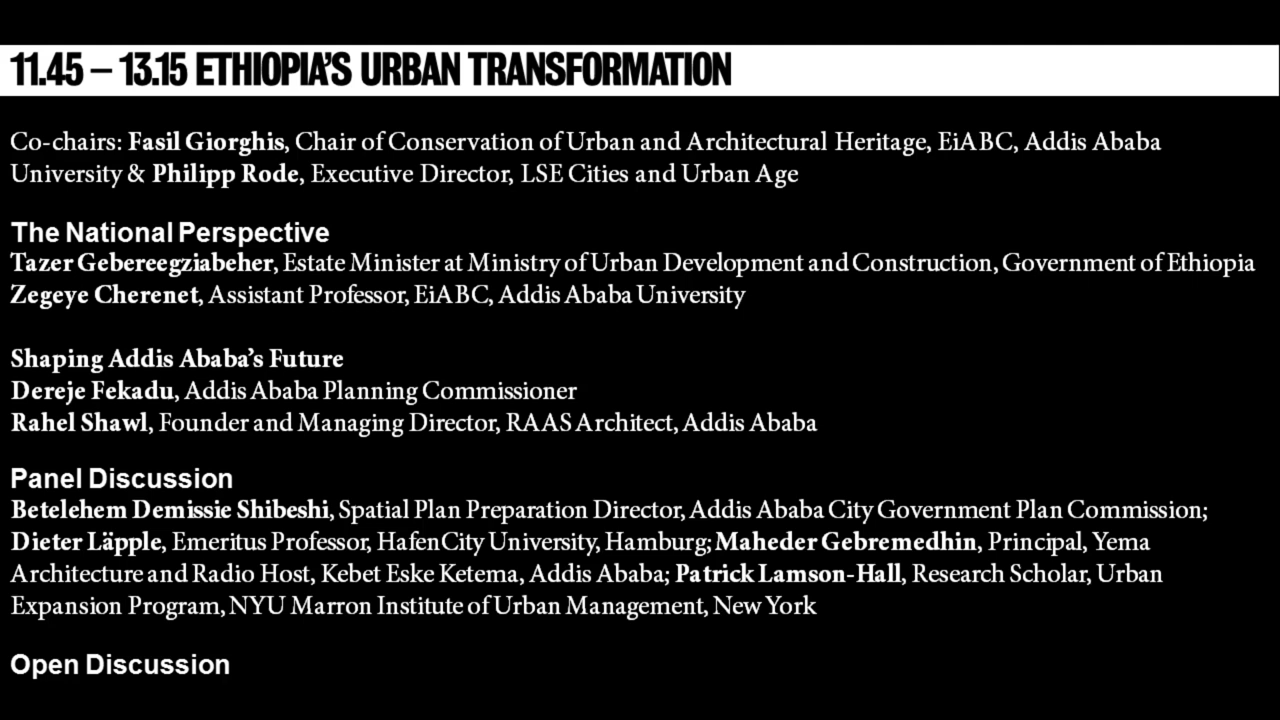 11.45 – 13.15 ETHIOPIA'S URBAN TRANSFORMATION
Co-chairs: Fasil Giorghis, Chair of Conservation of Urban and Architectural Heritage, EiABC, Addis Ababa
University & Philipp Rode, Executive Director, LSE Cities and Urban Age
The National Perspective
Tazer Gebereegziabeher, Estate Minister at Ministry of Urban Development and Construction, Government of Ethiopia
Zegeye Cherenet, Assistant Professor, EiABC, Addis Ababa University
Shaping Addis Ababa's Future
Dereje Fekadu, Addis Ababa Planning Commissioner
Rahel Shawl, Founder and Managing Director, RAAS Architect, Addis Ababa
Panel Discussion
Betelehem Demissie Shibeshi, Spatial Plan Preparation Director, Addis Ababa City Government Plan Commission;
Dieter Läpple, Emeritus Professor, HafenCity University, Hamburg; Maheder Gebremedhin, Principal, Yema
Architecture and Radio Host, Kebet Eske Ketema, Addis Ababa; Patrick Lamson-Hall, Research Scholar, Urban
Expansion Program, NYU Marron Institute of Urban Management, New York
Open Discussion